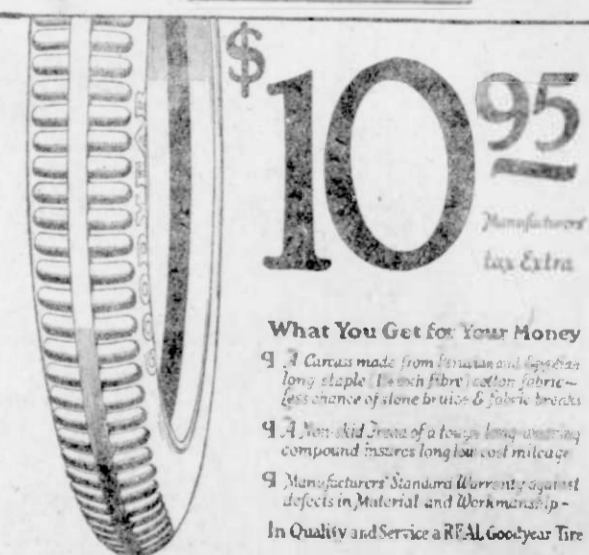 GOODYEAR
$10.95
Manufacturers'
tax Extra
What You Get for Your Money
¶ A Carcass made from Peruvian and Egyptian
long staple fibre) cotton fabric—
less chance of stone bruise & fabric breaks
¶ A Non-skid Tread of a tough long-wearing
compound insures long low cost mileage
¶ Manufacturers' Standard Warranty against
defects in Material and Workmanship—
In Quality and Service a REAL Goodyear Tire